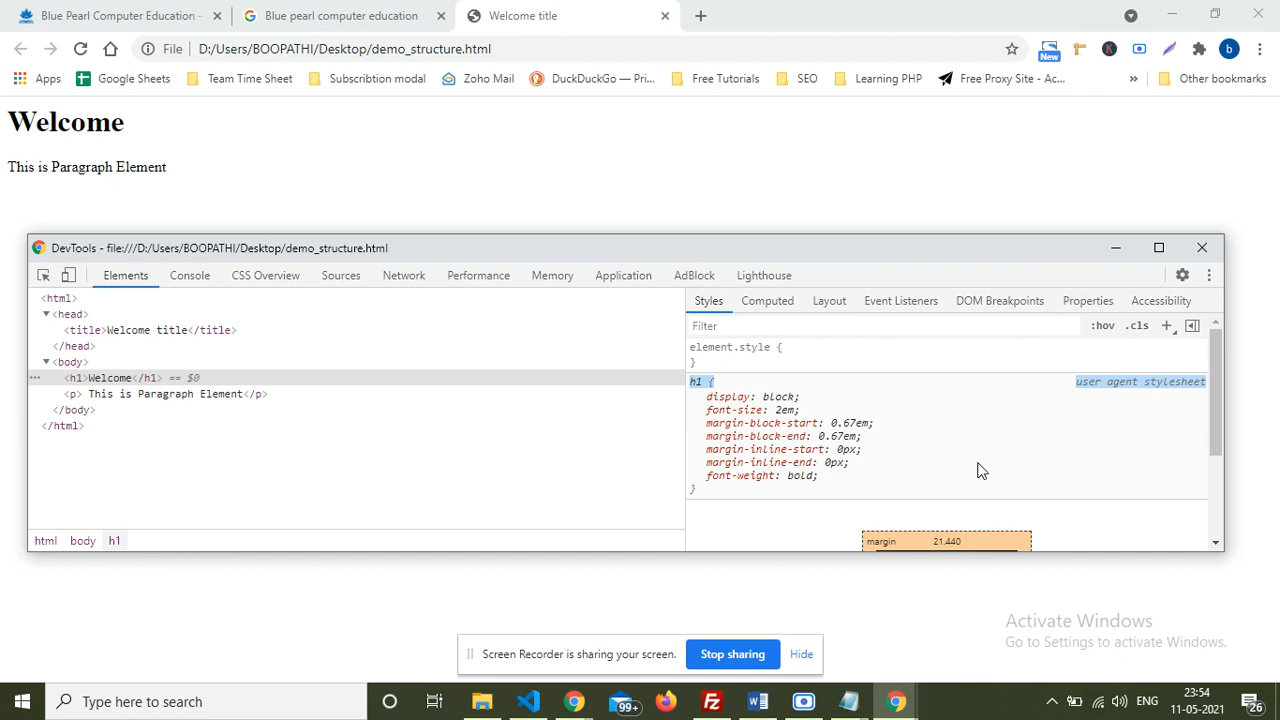 Blue Pearl Computer Education –
Blue pearl computer education
Welcome title
File
D:/Users/BOOPATHI/Desktop/demo_structure.html
New
b
Apps
Google Sheets
Team Time Sheet
Subscribtion modal
Zoho Mail
DuckDuckGo — Pri...
Free Tutorials
SEO
Learning PHP
Free Proxy Site - Ac...
»
Other bookmarks
Welcome
This is Paragraph Element
DevTools - file:///D:/Users/BOOPATHI/Desktop/demo_structure.html
Elements
Console
CSS Overview
Sources
Network
Performance
Memory
Application
AdBlock
Lighthouse
<html>
<head>
<title>Welcome title</title>
</head>
<body>
<h1>Welcome</h1> == $0
<p> This is Paragraph Element</p>
</body>
</html>
html body h1
Styles
Computed
Layout
Event Listeners
DOM Breakpoints
Properties
Accessibility
Filter
:hov .cls +
element.style {
}
h1 {
user agent stylesheet
display: block;
font-size: 2em;
margin-block-start: 0.67em;
margin-block-end: 0.67em;
margin-inline-start: 0px;
margin-inline-end: 0px;
font-weight: bold;
}
margin 21.440
Activate Windows
Go to Settings to activate Windows.
Screen Recorder is sharing your screen.
Stop sharing
Hide
Type here to search
99+
ENG
23:54
11-05-2021
26